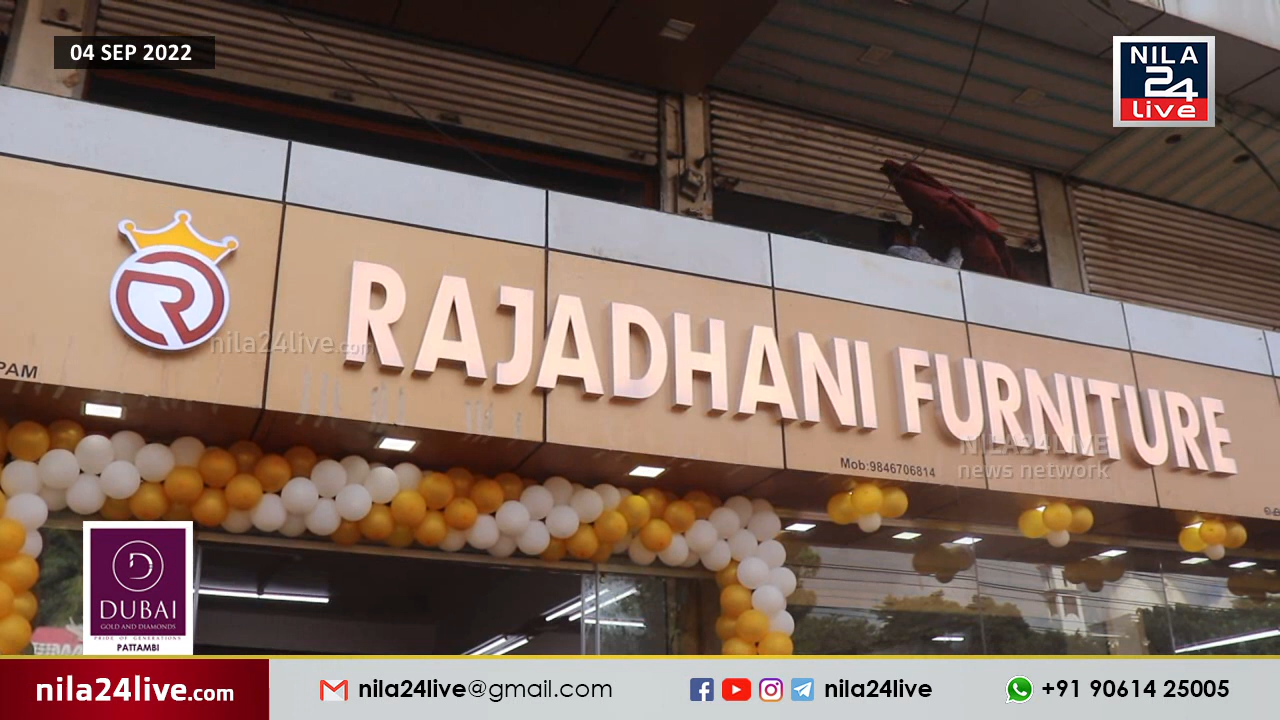 04 SEP 2022
NILA
24
live
R
RAJADHANI FURNITURE
nila24live.com
PAM
NILA24LIVE
news network
Mob:9846706814
D
DUBAI
GOLD AND DIAMONDS
PRIDE OF GENERATIONS
PATTAMBI
nila24live.com
nila24live@gmail.com
nila24live
+91 90614 25005